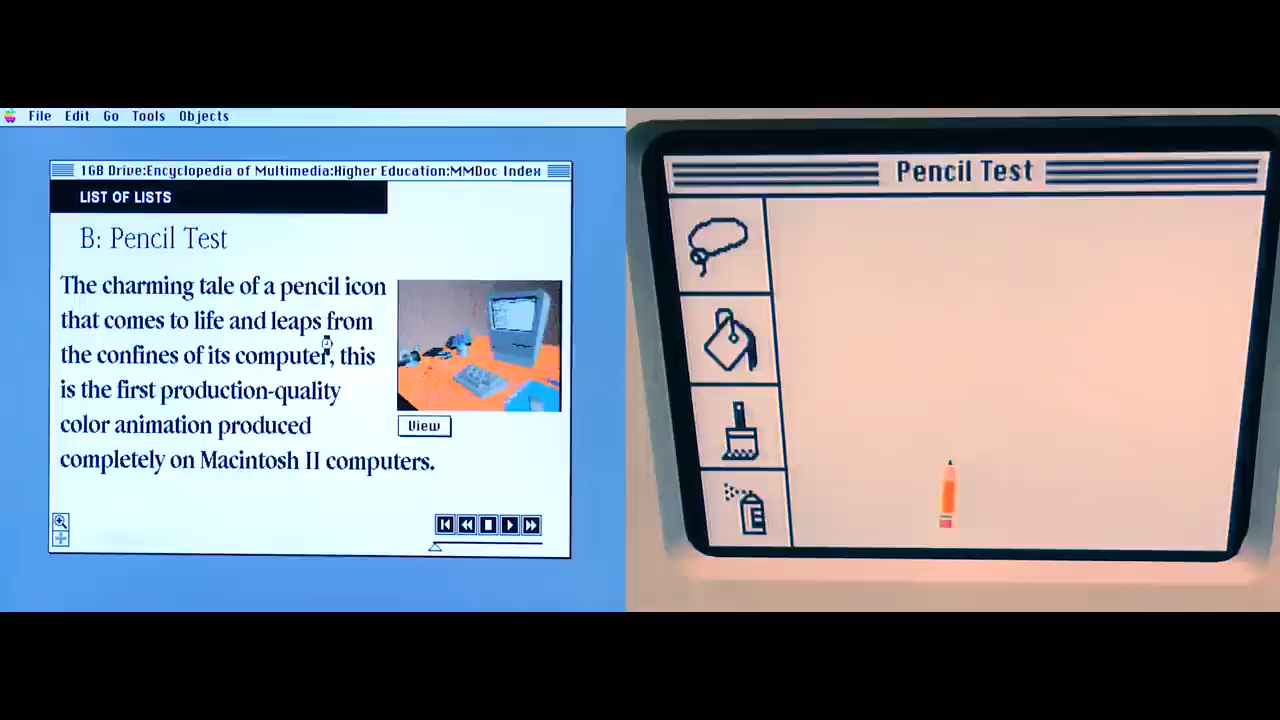 File Edit Go Tools Objects
1GB Drive:Encyclopedia of Multimedia:Higher Education:MMDoc Index
LIST OF LISTS
B: Pencil Test
The charming tale of a pencil icon
that comes to life and leaps from
the confines of its computer, this
is the first production-quality
color animation produced
completely on Macintosh II computers.
View
Pencil Test